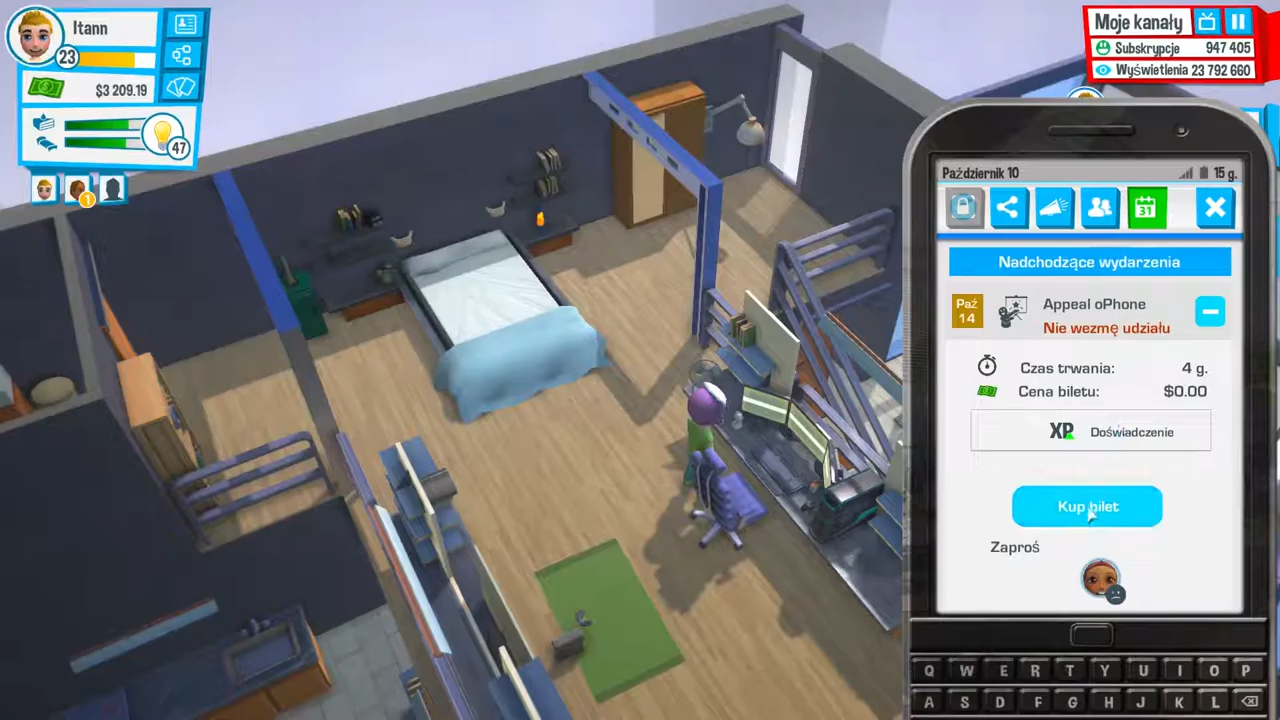 Itann
23
$3 209.19
47
1
Moje kanały
Subskrypcje 947 405
Wyświetlenia 23 792 660
Październik 10
15 g.
31
Nadchodzące wydarzenia
Paź 14
Appeal oPhone
Nie wezmę udziału
Czas trwania: 4 g.
Cena biletu: $0.00
XP Doświadczenie
Kup bilet
Zaproś
Q W E R T Y U I O P
A S D F G H J K L